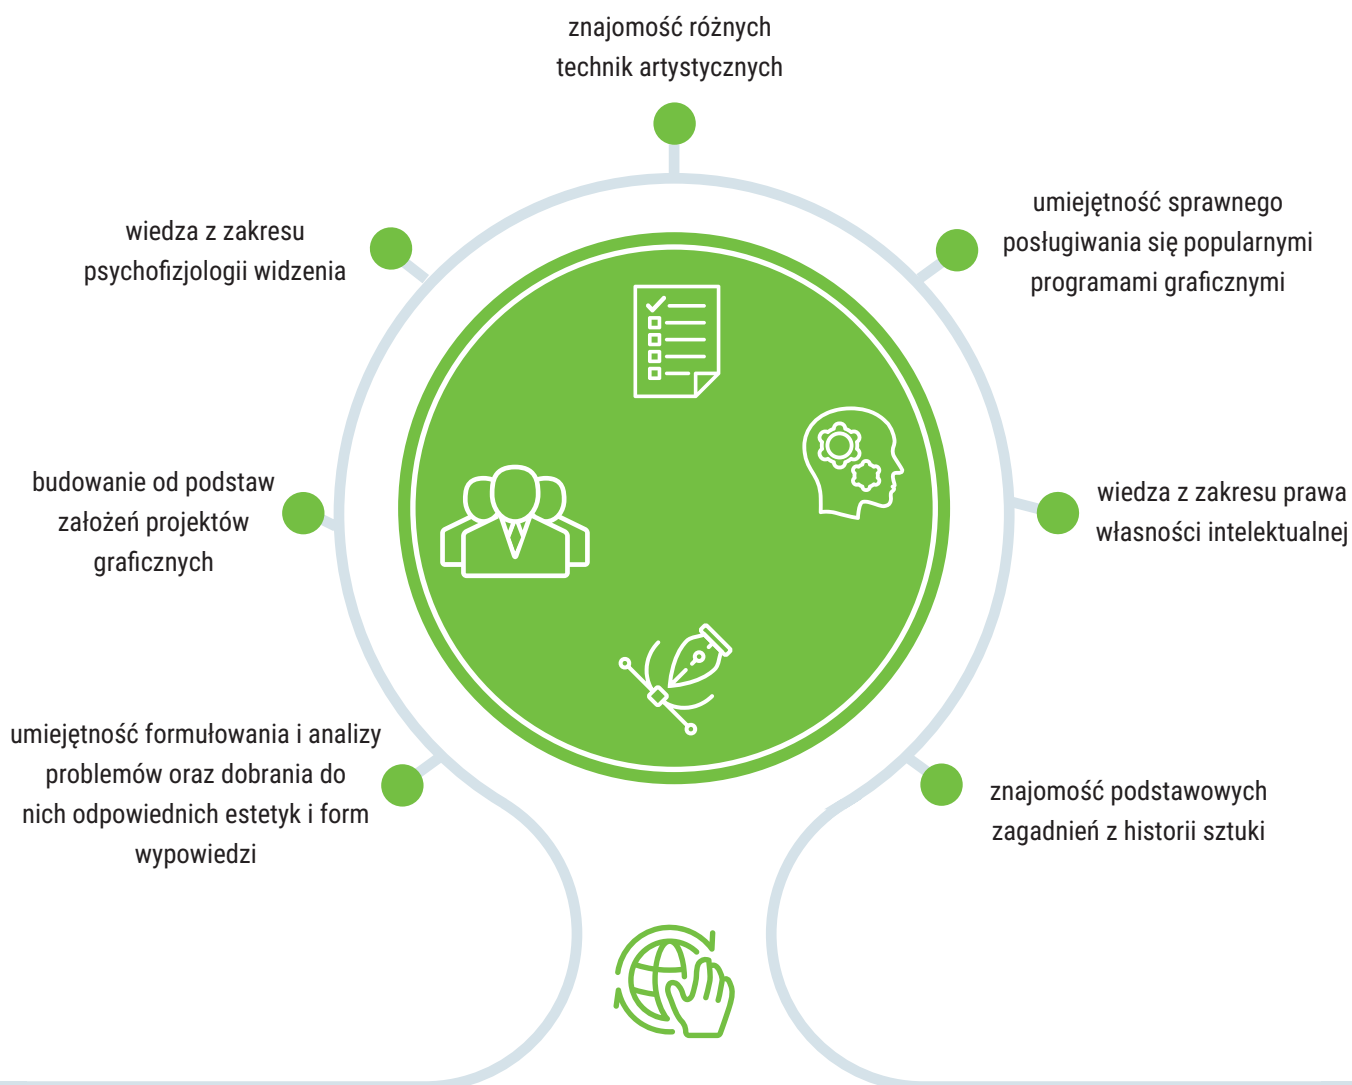 znajomość różnych
technik artystycznych
wiedza z zakresu
psychofizjologii widzenia
umiejętność sprawnego
posługiwania się popularnymi
programami graficznymi
budowanie od podstaw
założeń projektów
graficznych
wiedza z zakresu prawa
własności intelektualnej
umiejętność formułowania i analizy
problemów oraz dobrania do
nich odpowiednich estetyk i form
wypowiedzi
znajomość podstawowych
zagadnień z historii sztuki